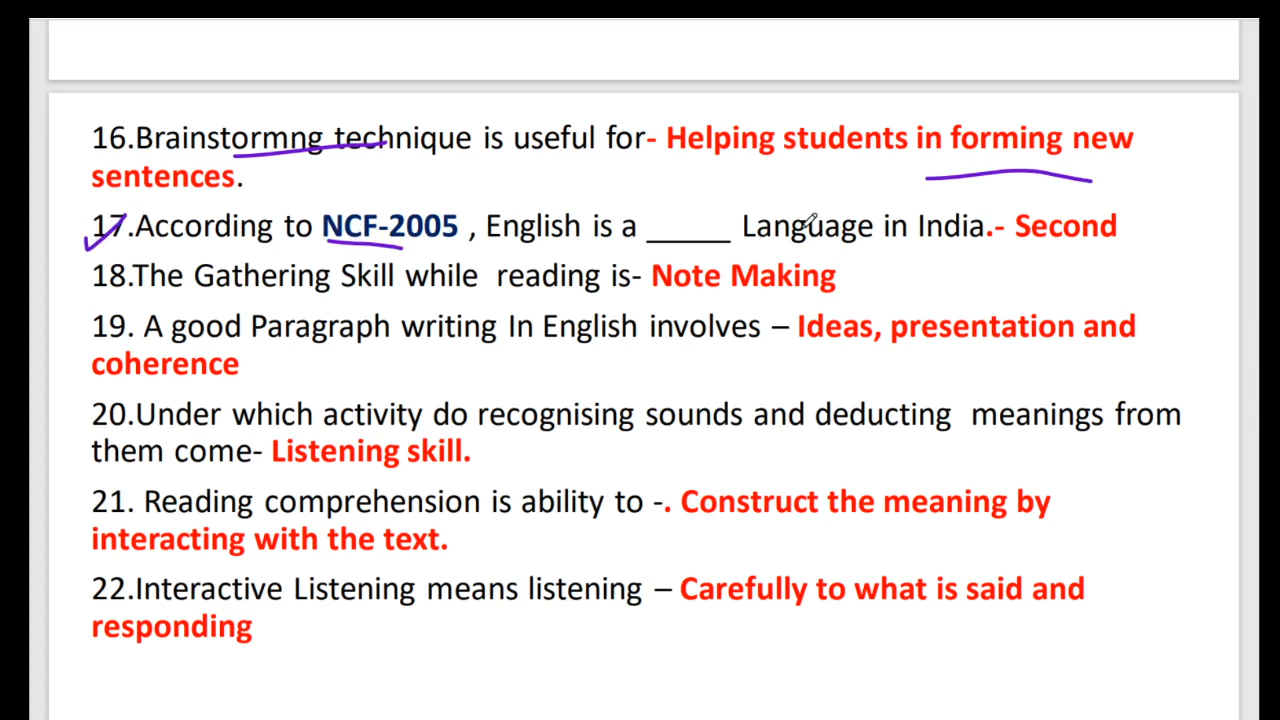 16.Brainstormng technique is useful for- Helping students in forming new
sentences.
17.According to NCF-2005 , English is a _____ Language in India.- Second
18.The Gathering Skill while reading is- Note Making
19. A good Paragraph writing In English involves – Ideas, presentation and
coherence
20.Under which activity do recognising sounds and deducting meanings from
them come- Listening skill.
21. Reading comprehension is ability to -. Construct the meaning by
interacting with the text.
22.Interactive Listening means listening – Carefully to what is said and
responding